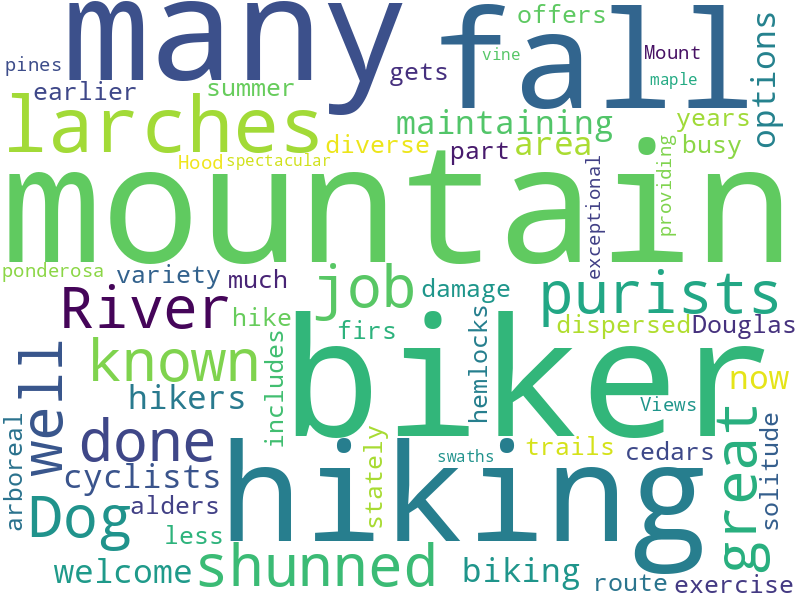 many
fall
offers
vine
Mount
options
pines
gets
maple
earlier
summer
larches
maintaining
years
diverse
part
area
busy
Hood
spectacular
mountain
exceptional
providing
ponderosa
variety
much
job
damage
purists
River
hike
firs
biker
hemlocks
dispersed
Douglas
known
includes
well
hikers
now
Views
great
done
arboreal
stately
swaths
trails
cedars
solitude
cyclists
hiking
Dog
alders
less
welcome
shunned
biking
route
exercise